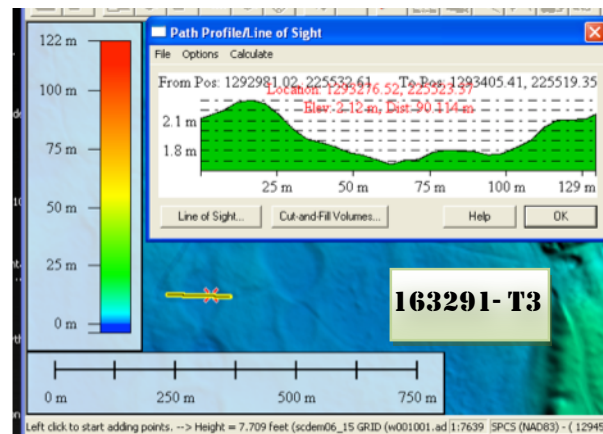 Path Profile/Line of Sight
File Options Calculate
From Pos: 1292981.02, 225532.61 To Pos: 1293405.41, 225519.35
Location: 1293276.52, 225523.37
Elev: 2.12 m, Dist: 90.114 m
2.1 m
1.8 m
25 m 50 m 75 m 100 m 129 m
Line of Sight... Cut-and-Fill Volumes... Help OK
122 m
100 m
75 m
50 m
25 m
0 m
163291- T3
0 m 250 m 500 m 750 m
Left click to start adding points. --> Height = 7.709 feet (scdem06_15 GRID (w001001.ad 1:7639 SPCS (NAD83) - ( 12945